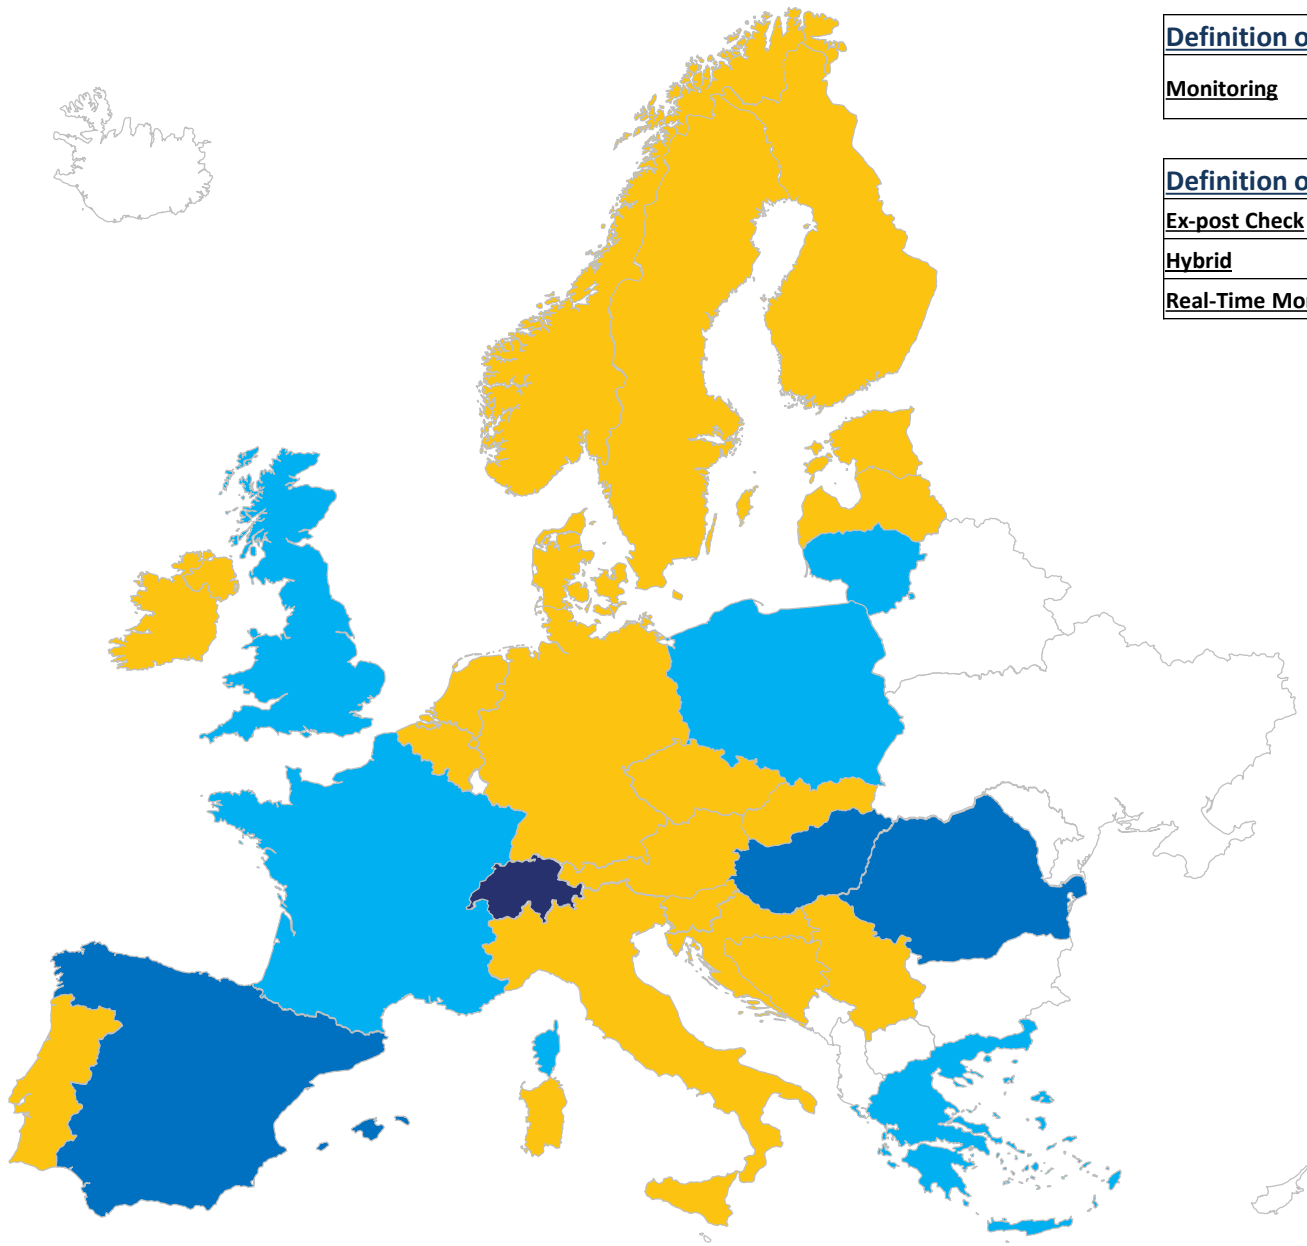 Definition o
Monitoring
Definition o
Ex-post Check
Hybrid
Real-Time Mo